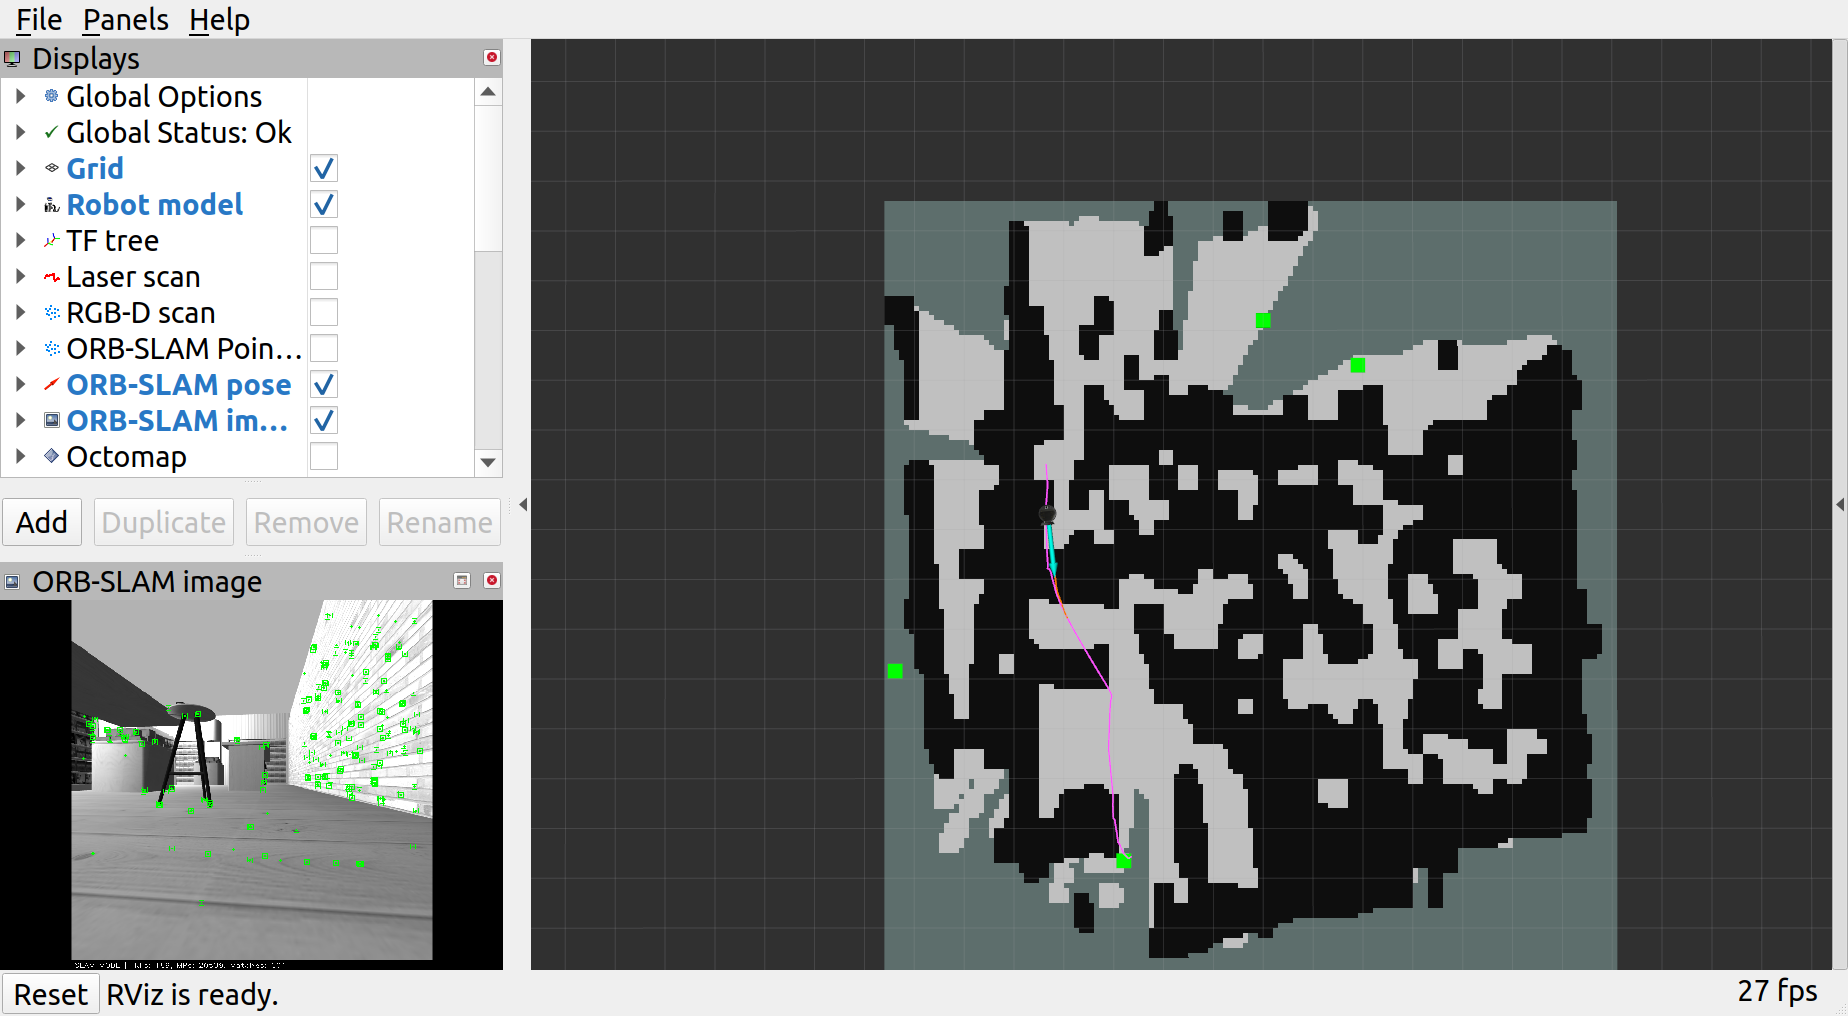 File Panels Help
Displays
Global Options
Global Status: Ok
Grid
Robot model
TF tree
Laser scan
RGB-D scan
ORB-SLAM Poin...
ORB-SLAM pose
ORB-SLAM im...
Octomap
Add Duplicate Remove Rename
ORB-SLAM image
SLAM MODE |
Reset RViz is ready.
27 fps